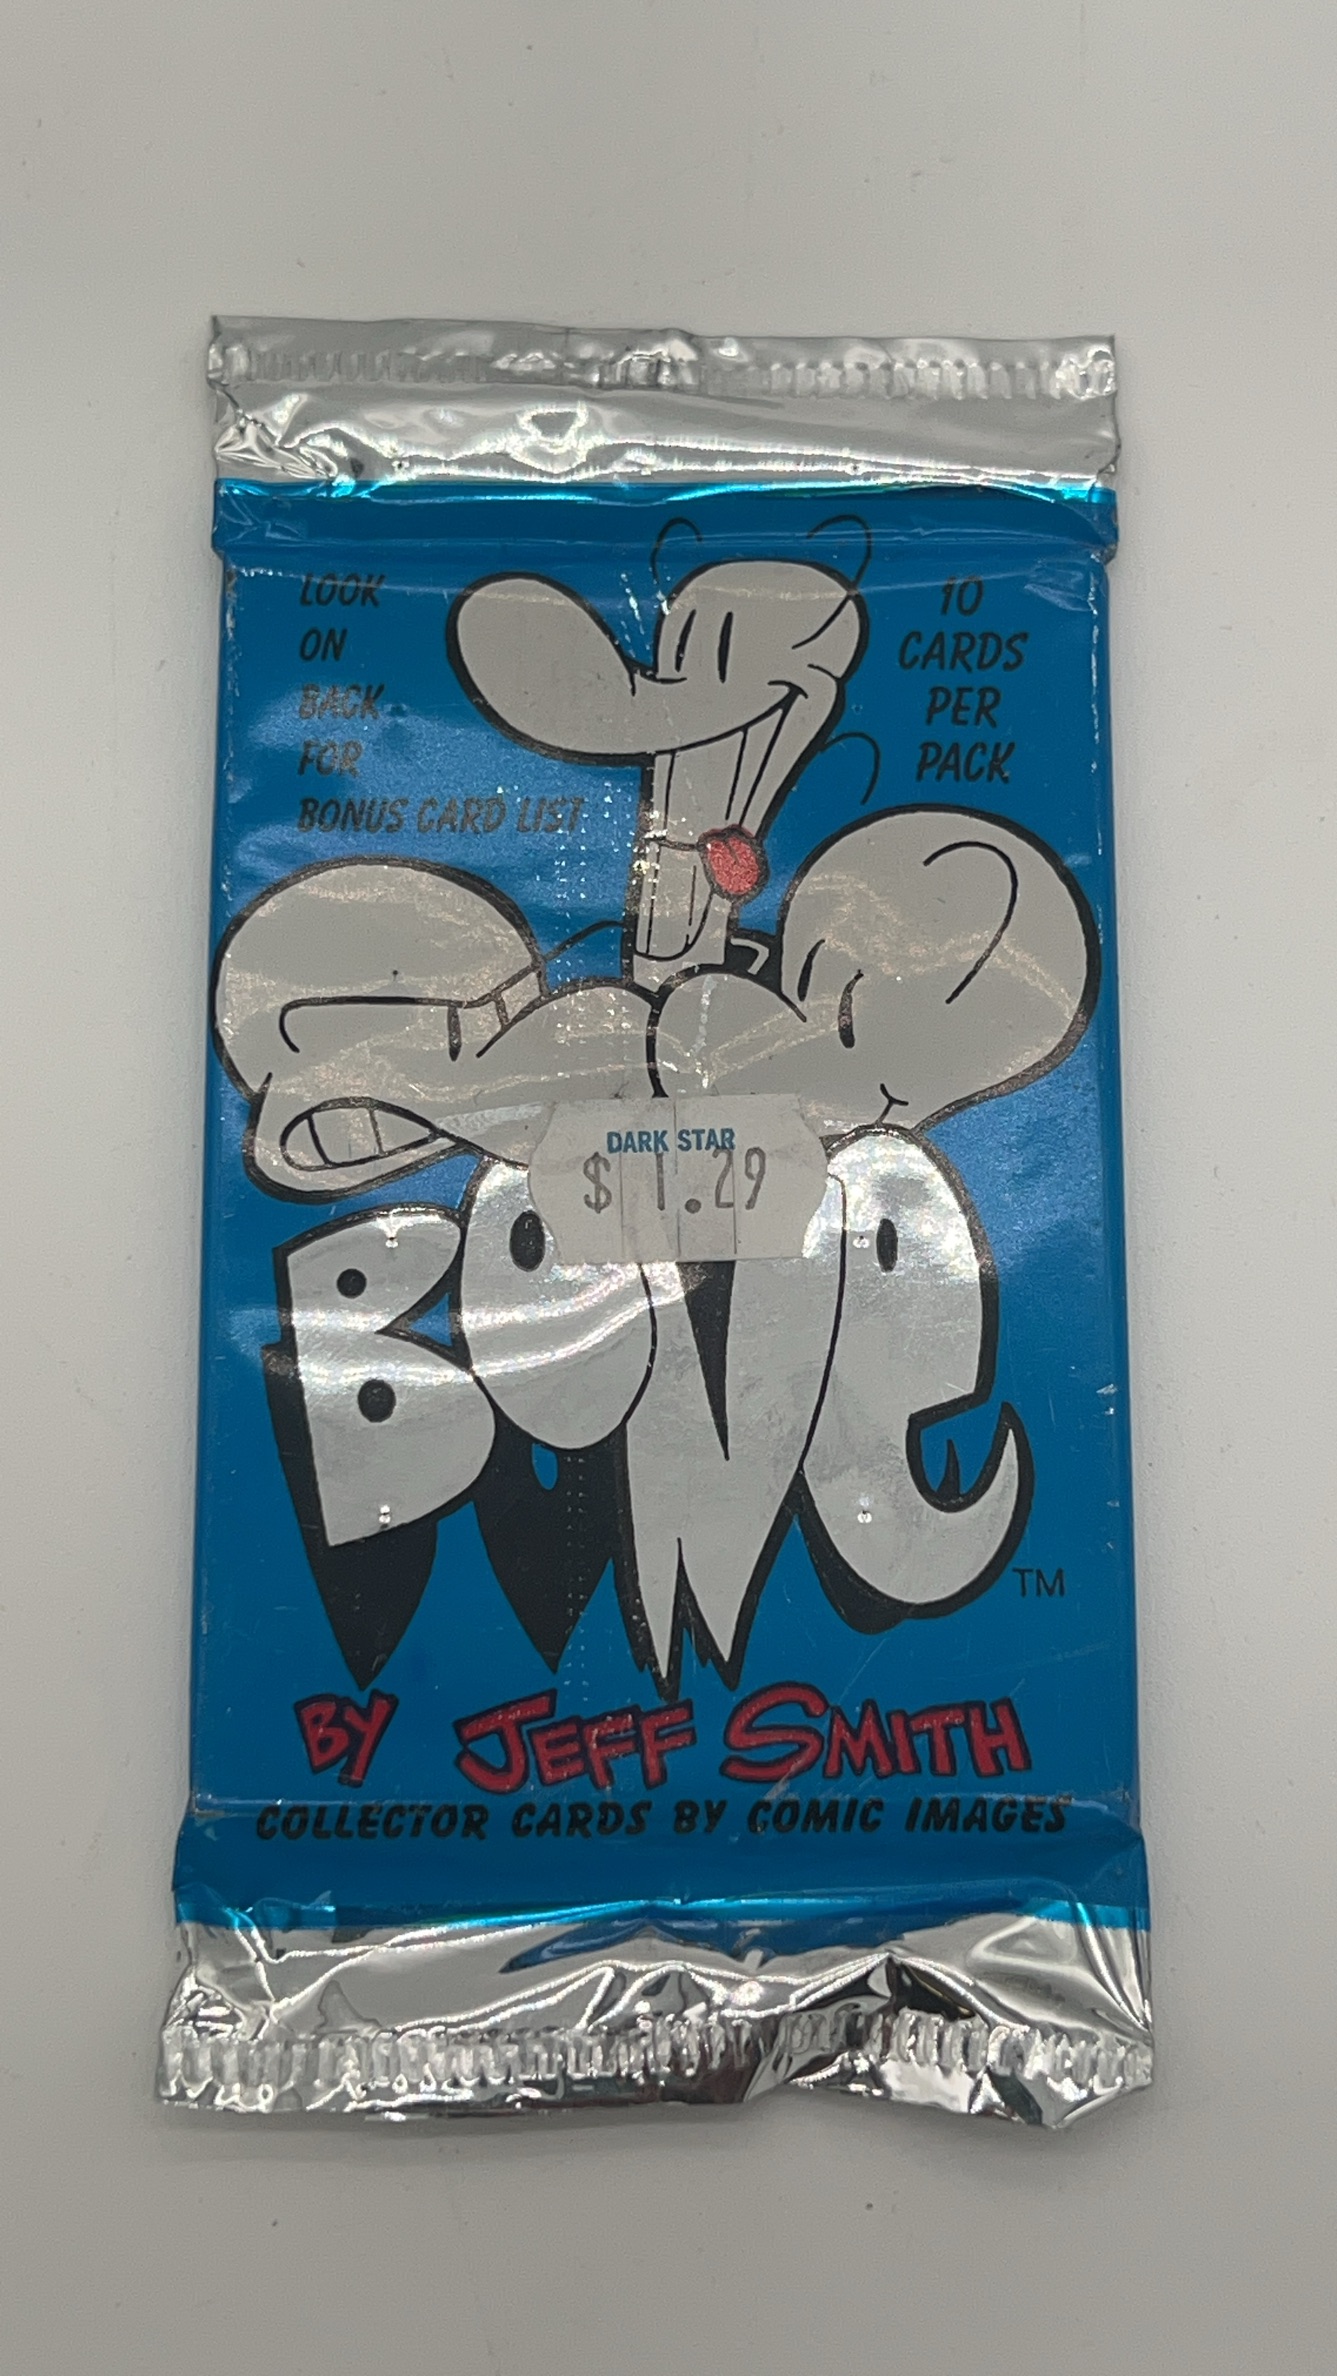 LOOK
ON
BACK
FOR
BONUS CARD LIST
10
CARDS
PER
PACK
DARK STAR
$ 1.29
BONE
TM
BY JEFF SMITH
COLLECTOR CARDS BY COMIC IMAGES